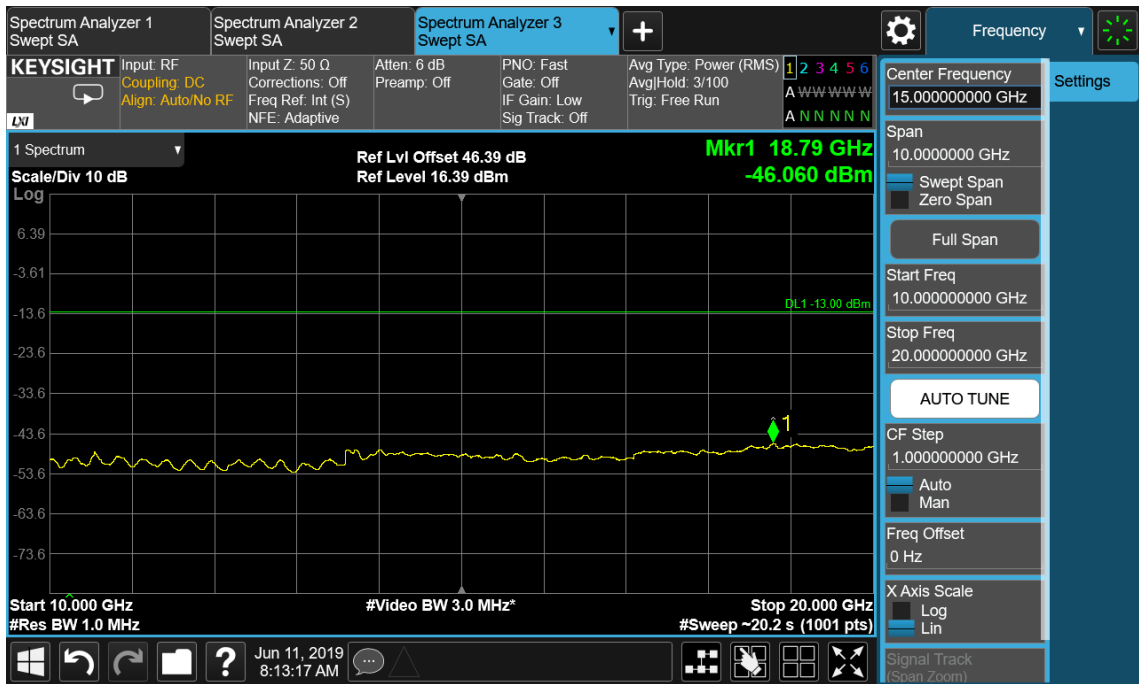 Spectrum Analyzer 1
Swept SA
Spectrum Analyzer 2
Swept SA
Spectrum Analyzer 3
Swept SA
Frequency
KEYSIGHT
LXI
Input: RF
Coupling: DC
Align: Auto/No RF
Input Z: 50 Ω
Corrections: Off
Freq Ref: Int (S)
NFE: Adaptive
Atten: 6 dB
Preamp: Off
PNO: Fast
Gate: Off
IF Gain: Low
Sig Track: Off
Avg Type: Power (RMS)
Avg|Hold: 3/100
Trig: Free Run
1 2 3 4 5 6
A W W W W W
A N N N N N
1 Spectrum
Scale/Div 10 dB
Ref Lvl Offset 46.39 dB
Ref Level 16.39 dBm
Mkr1 18.79 GHz
-46.060 dBm
Log
6.39
-3.61
-13.6
-23.6
-33.6
-43.6
-53.6
-63.6
-73.6
DL1 -13.00 dBm
1
Start 10.000 GHz
#Res BW 1.0 MHz
#Video BW 3.0 MHz*
Stop 20.000 GHz
#Sweep ~20.2 s (1001 pts)
Center Frequency
15.000000000 GHz
Span
10.0000000 GHz
Swept Span
Zero Span
Full Span
Start Freq
10.000000000 GHz
Stop Freq
20.000000000 GHz
AUTO TUNE
CF Step
1.000000000 GHz
Auto
Man
Freq Offset
0 Hz
X Axis Scale
Log
Lin
Signal Track
(Span Zoom)
Settings
?
Jun 11, 2019
8:13:17 AM